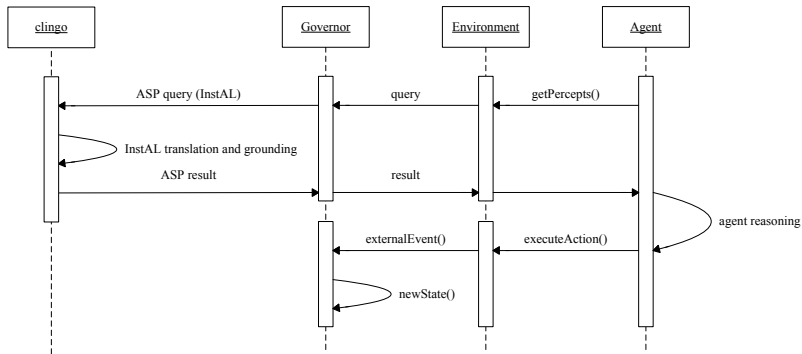 clingo
Governor
Environment
Agent
ASP query (InstAL)
query
getPercepts()
InstAL translation and grounding
ASP result
result
agent reasoning
externalEvent()
executeAction()
newState()